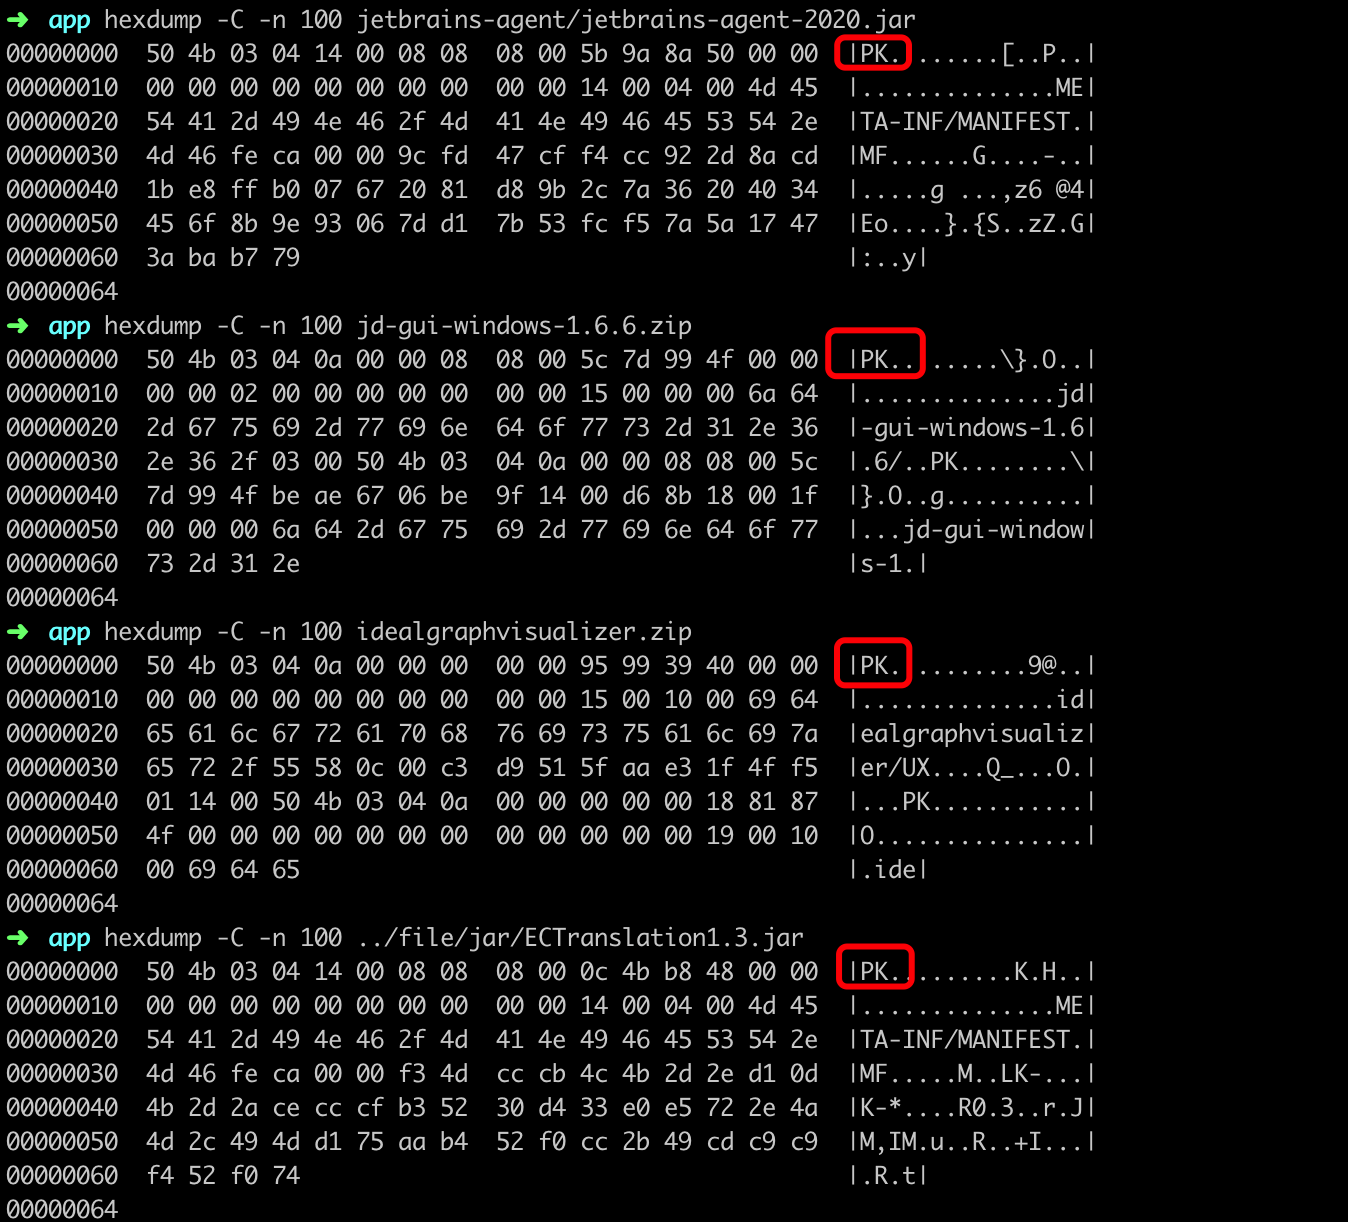 ➜ app hexdump -C -n 100 jetbrains-agent/jetbrains-agent-2020.jar
00000000  50 4b 03 04 14 00 08 08  08 00 5b 9a 8a 50 00 00  |PK........[..P..|
00000010  00 00 00 00 00 00 00 00  00 00 14 00 04 00 4d 45  |..............ME|
00000020  54 41 2d 49 4e 46 2f 4d  41 4e 49 46 45 53 54 2e  |TA-INF/MANIFEST.|
00000030  4d 46 fe ca 00 00 9c fd  47 cf f4 cc 92 2d 8a cd  |MF......G....-..|
00000040  1b e8 ff b0 07 67 20 81  d8 9b 2c 7a 36 20 40 34  |.....g ...,z6 @4|
00000050  45 6f 8b 9e 93 06 7d d1  7b 53 fc f5 7a 5a 17 47  |Eo....}.{S..zZ.G|
00000060  3a ba b7 79  |:..y|
00000064
➜ app hexdump -C -n 100 jd-gui-windows-1.6.6.zip
00000000  50 4b 03 04 0a 00 00 08  08 00 5c 7d 99 4f 00 00  |PK........\}.O..|
00000010  00 00 02 00 00 00 00 00  00 00 15 00 00 00 6a 64  |..............jd|
00000020  2d 67 75 69 2d 77 69 6e  64 6f 77 73 2d 31 2e 36  |-gui-windows-1.6|
00000030  2e 36 2f 03 00 50 4b 03  04 0a 00 00 08 08 00 5c  |.6/..PK........\|
00000040  7d 99 4f be ae 67 06 be  9f 14 00 d6 8b 18 00 1f  |}.O..g..........|
00000050  00 00 00 6a 64 2d 67 75  69 2d 77 69 6e 64 6f 77  |...jd-gui-window|
00000060  73 2d 31 2e  |s-1.|
00000064
➜ app hexdump -C -n 100 idealgraphvisualizer.zip
00000000  50 4b 03 04 0a 00 00 00  00 00 95 99 39 40 00 00  |PK..........9@..|
00000010  00 00 00 00 00 00 00 00  00 00 15 00 10 00 69 64  |..............id|
00000020  65 61 6c 67 72 61 70 68  76 69 73 75 61 6c 69 7a  |ealgraphvisualiz|
00000030  65 72 2f 55 58 0c 00 c3  d9 51 5f aa e3 1f 4f f5  |er/UX....Q_...O.|
00000040  01 14 00 50 4b 03 04 0a  00 00 00 00 00 18 81 87  |...PK...........|
00000050  4f 00 00 00 00 00 00 00  00 00 00 00 00 19 00 10  |O...............|
00000060  00 69 64 65  |.ide|
00000064
➜ app hexdump -C -n 100 ../file/jar/ECTranslation1.3.jar
00000000  50 4b 03 04 14 00 08 08  08 00 0c 4b b8 48 00 00  |PK.........K.H..|
00000010  00 00 00 00 00 00 00 00  00 00 14 00 04 00 4d 45  |..............ME|
00000020  54 41 2d 49 4e 46 2f 4d  41 4e 49 46 45 53 54 2e  |TA-INF/MANIFEST.|
00000030  4d 46 fe ca 00 00 f3 4d  cc cb 4c 4b 2d 2e d1 0d  |MF.....M..LK-...|
00000040  4b 2d 2a ce cc cf b3 52  30 d4 33 e0 e5 72 2e 4a  |K-*....R0.3..r.J|
00000050  4d 2c 49 4d d1 75 aa b4  52 f0 cc 2b 49 cd c9 c9  |M,IM.u..R..+I...|
00000060  f4 52 f0 74  |.R.t|
00000064